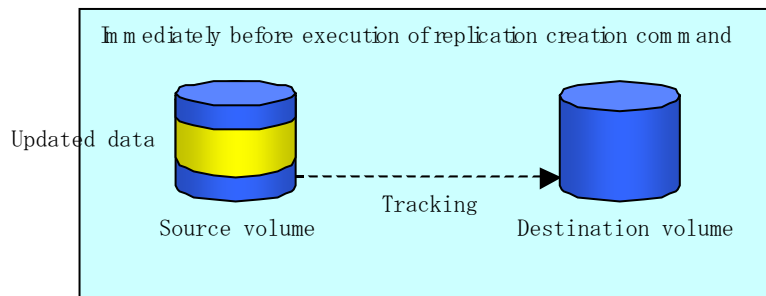 Immediately before execution of replication creation command
Updated data
Tracking
Source volume
Destination volume